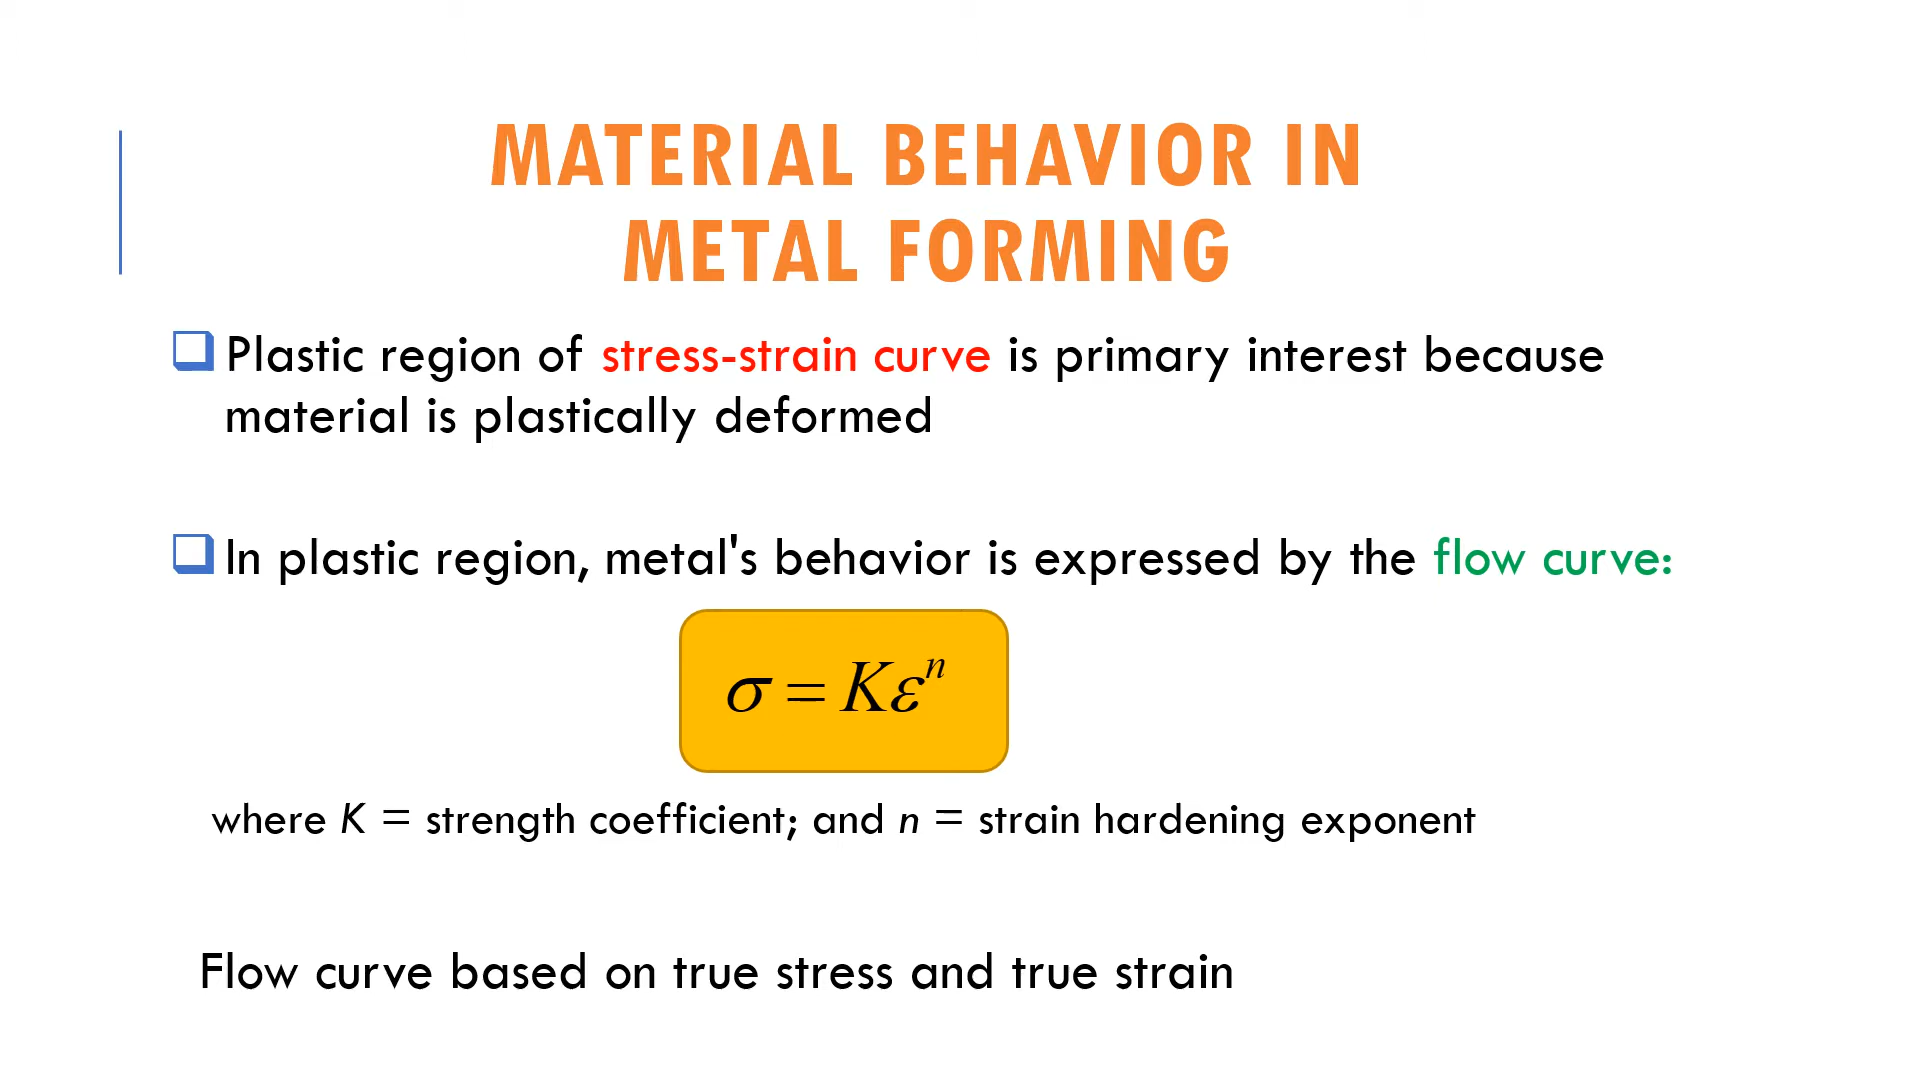 MATERIAL BEHAVIOR IN
METAL FORMING
Plastic region of stress-strain curve is primary interest because
material is plastically deformed
In plastic region, metal's behavior is expressed by the flow curve:
σ = Kεⁿ
where K = strength coefficient; and n = strain hardening exponent
Flow curve based on true stress and true strain